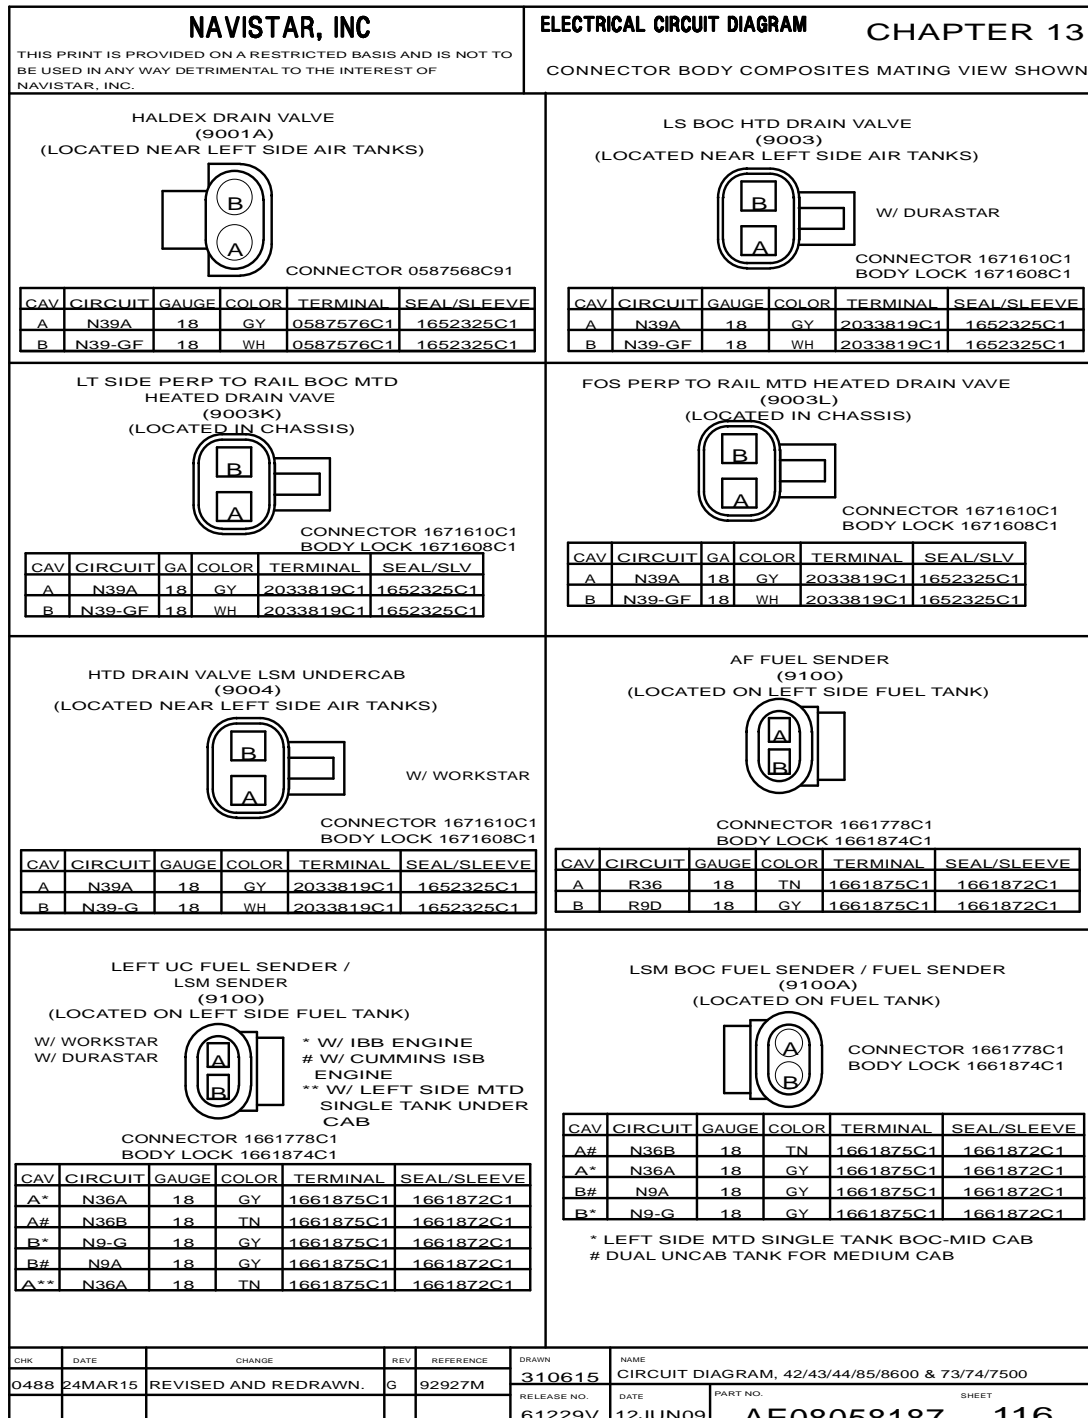 NAVISTAR, INC
THIS PRINT IS PROVIDED ON A RESTRICTED BASIS AND IS NOT TO
BE USED IN ANY WAY DETRIMENTAL TO THE INTEREST OF
NAVISTAR, INC.
ELECTRICAL CIRCUIT DIAGRAM
CHAPTER 13
CONNECTOR BODY COMPOSITES MATING VIEW SHOWN
HALDEX DRAIN VALVE
(9001A)
(LOCATED NEAR LEFT SIDE AIR TANKS)
B
A
CONNECTOR 0587568C91
CAV CIRCUIT GAUGE COLOR TERMINAL SEAL/SLEEVE
A N39A 18 GY 0587576C1 1652325C1
B N39-GF 18 WH 0587576C1 1652325C1
LS BOC HTD DRAIN VALVE
(9003)
(LOCATED NEAR LEFT SIDE AIR TANKS)
B
A
W/ DURASTAR
CONNECTOR 1671610C1
BODY LOCK 1671608C1
CAV CIRCUIT GAUGE COLOR TERMINAL SEAL/SLEEVE
A N39A 18 GY 2033819C1 1652325C1
B N39-GF 18 WH 2033819C1 1652325C1
LT SIDE PERP TO RAIL BOC MTD
HEATED DRAIN VAVE
(9003K)
(LOCATED IN CHASSIS)
B
A
CONNECTOR 1671610C1
BODY LOCK 1671608C1
CAV CIRCUIT GA COLOR TERMINAL SEAL/SLV
A N39A 18 GY 2033819C1 1652325C1
B N39-GF 18 WH 2033819C1 1652325C1
FOS PERP TO RAIL MTD HEATED DRAIN VAVE
(9003L)
(LOCATED IN CHASSIS)
B
A
CONNECTOR 1671610C1
BODY LOCK 1671608C1
CAV CIRCUIT GA COLOR TERMINAL SEAL/SLV
A N39A 18 GY 2033819C1 1652325C1
B N39-GF 18 WH 2033819C1 1652325C1
HTD DRAIN VALVE LSM UNDERCAB
(9004)
(LOCATED NEAR LEFT SIDE AIR TANKS)
B
A
W/ WORKSTAR
CONNECTOR 1671610C1
BODY LOCK 1671608C1
CAV CIRCUIT GAUGE COLOR TERMINAL SEAL/SLEEVE
A N39A 18 GY 2033819C1 1652325C1
B N39-G 18 WH 2033819C1 1652325C1
AF FUEL SENDER
(9100)
(LOCATED ON LEFT SIDE FUEL TANK)
A
B
CONNECTOR 1661778C1
BODY LOCK 1661874C1
CAV CIRCUIT GAUGE COLOR TERMINAL SEAL/SLEEVE
A R36 18 TN 1661875C1 1661872C1
B R9D 18 GY 1661875C1 1661872C1
LEFT UC FUEL SENDER /
LSM SENDER
(9100)
(LOCATED ON LEFT SIDE FUEL TANK)
W/ WORKSTAR
W/ DURASTAR
A
B
* W/ IBB ENGINE
# W/ CUMMINS ISB
ENGINE
** W/ LEFT SIDE MTD
SINGLE TANK UNDER
CAB
CONNECTOR 1661778C1
BODY LOCK 1661874C1
CAV CIRCUIT GAUGE COLOR TERMINAL SEAL/SLEEVE
A* N36A 18 GY 1661875C1 1661872C1
A# N36B 18 TN 1661875C1 1661872C1
B* N9-G 18 GY 1661875C1 1661872C1
B# N9A 18 GY 1661875C1 1661872C1
A** N36A 18 TN 1661875C1 1661872C1
LSM BOC FUEL SENDER / FUEL SENDER
(9100A)
(LOCATED ON FUEL TANK)
A
B
CONNECTOR 1661778C1
BODY LOCK 1661874C1
CAV CIRCUIT GAUGE COLOR TERMINAL SEAL/SLEEVE
A# N36B 18 TN 1661875C1 1661872C1
A* N36A 18 GY 1661875C1 1661872C1
B# N9A 18 GY 1661875C1 1661872C1
B* N9-G 18 GY 1661875C1 1661872C1
* LEFT SIDE MTD SINGLE TANK BOC-MID CAB
# DUAL UNCAB TANK FOR MEDIUM CAB
CHK DATE CHANGE REV REFERENCE
0488 24MAR15 REVISED AND REDRAWN. G 92927M
DRAWN
310615
NAME
CIRCUIT DIAGRAM, 42/43/44/85/8600 & 73/74/7500
RELEASE NO. DATE PART NO. SHEET
61229V 12JUN09 AE08058187 116